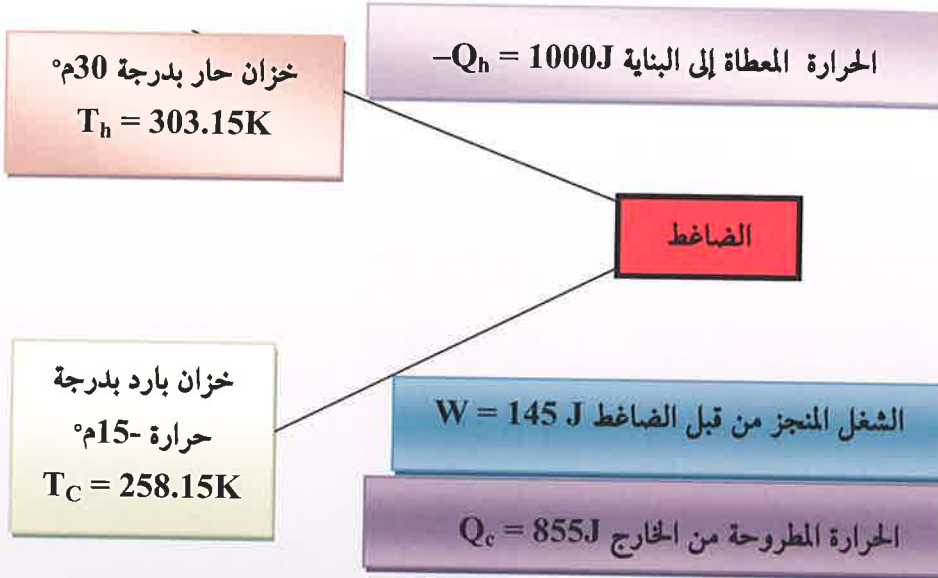 الحرارة المعطاة إلى البناية –Qh = 1000J
خزان حار بدرجة 30م°
Th = 303.15K
الضاغط
خزان بارد بدرجة
حرارة -15م°
TC = 258.15K
الشغل المنجز من قبل الضاغط W = 145 J
الحرارة المطروحة من الخارج Qc = 855J